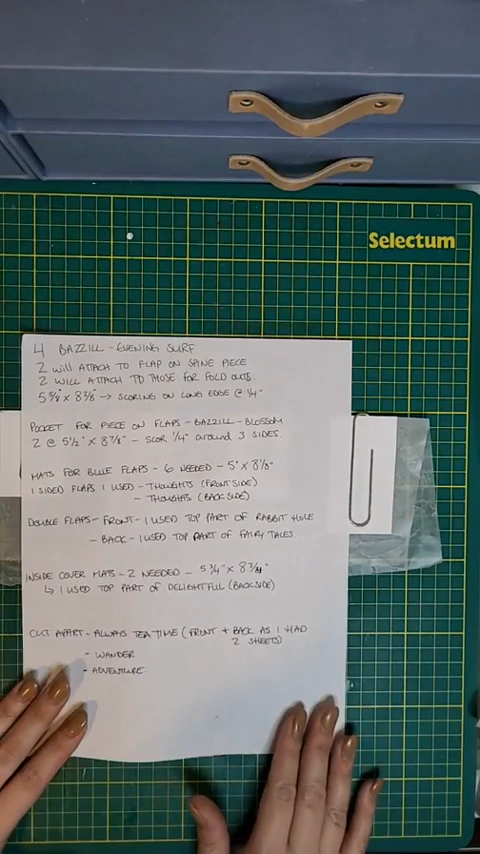 Selectum
4 BAZZILL - EVENING SURF
2 WILL ATTACH TO FLAP ON SPINE PIECE
2 WILL ATTACH TO THOSE FOR FOLD OUTS.
5 5/8" X 8 7/8" → SCORING ON LONG EDGE @ 1/4"
POCKET FOR PIECE ON FLAPS - BAZZILL - BLOSSOM
2 @ 5 1/2" X 8 7/8" - SCOR 1/4" AROUND 3 SIDES.
MATS FOR BLUE FLAPS - 6 NEEDED - 5" X 8 1/8"
1 SIDED FLAPS I USED - THOUGHTS (FRONT SIDE)
- THOUGHTS (BACK SIDE)
DOUBLE FLAPS - FRONT - I USED TOP PART OF RABBIT HOLE
- BACK - I USED TOP PART OF FAIRY TALES.
INSIDE COVER MATS - 2 NEEDED - 5 3/4" X 8 3/4"
↳ I USED TOP PART OF DELIGHTFUL (BACK SIDE)
CUT APART - ALWAYS TEA TIME (FRONT + BACK AS I HAD
2 SHEETS)
- WANDER
- ADVENTURE.